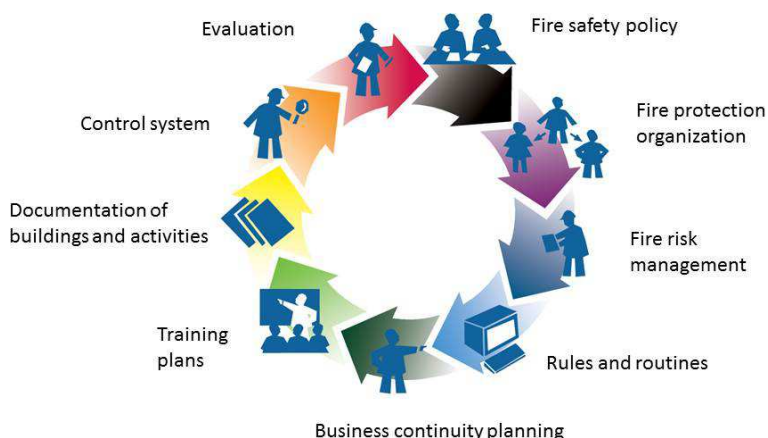 Evaluation
Fire safety policy
Fire protection
organization
Control system
Documentation of
buildings and activities
Fire risk
management
Training
plans
Rules and routines
Business continuity planning